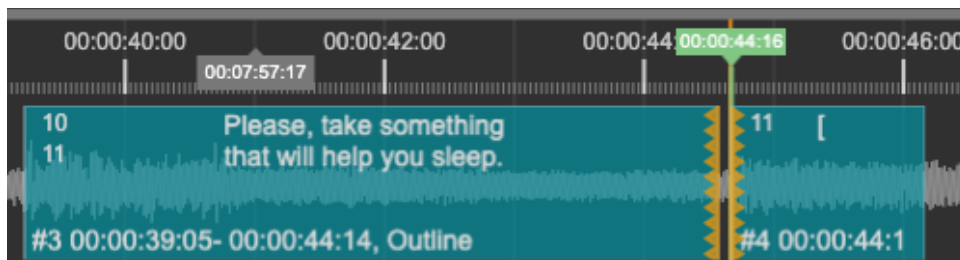 00:00:40:00 00:00:42:00 00:00:44 00:00:44:16 00:00:46:00
00:07:57:17
10 Please, take something 11 [
11 that will help you sleep.
#3 00:00:39:05- 00:00:44:14, Outline #4 00:00:44:1